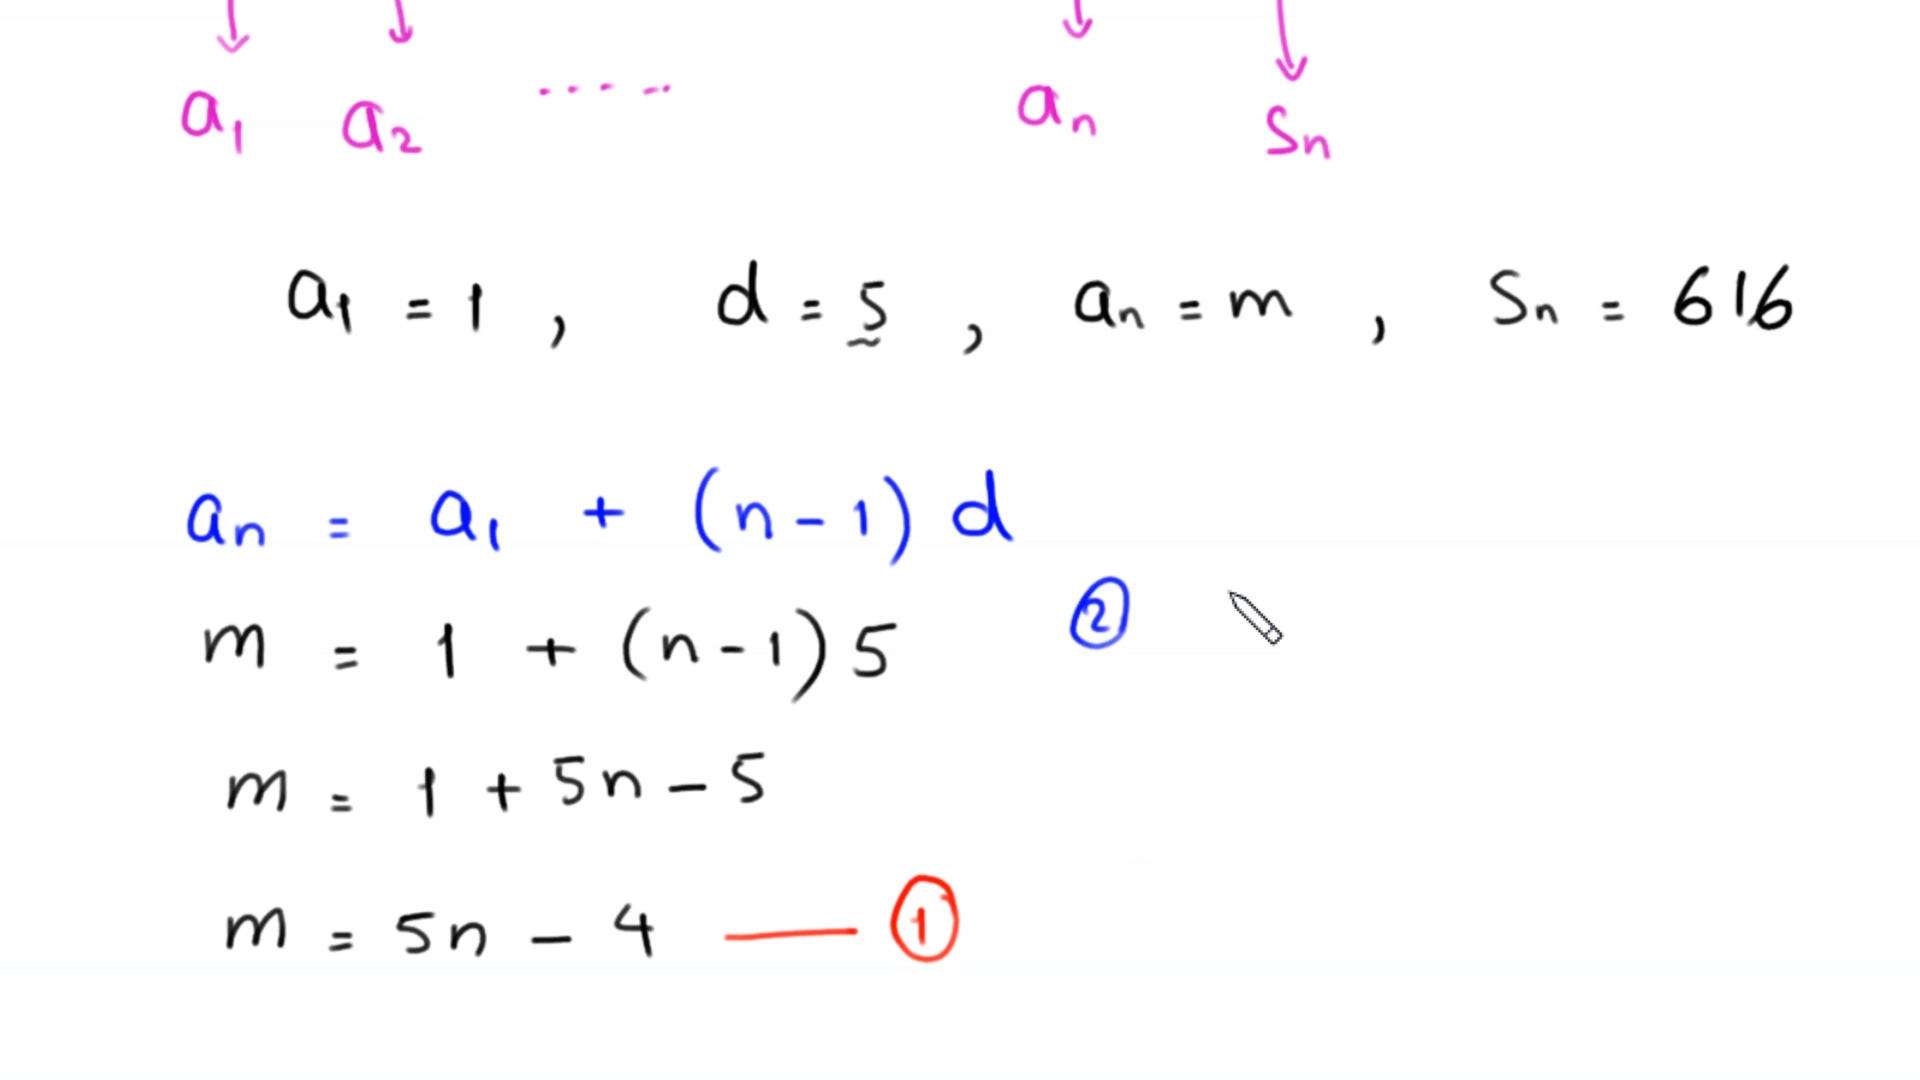 a₁ a₂ ..... aₙ Sₙ
a₁ = 1 , d = 5 , aₙ = m , Sₙ = 616
aₙ = a₁ + (n - 1) d
m = 1 + (n - 1) 5 ②
m = 1 + 5n - 5
m = 5n - 4 —— ①